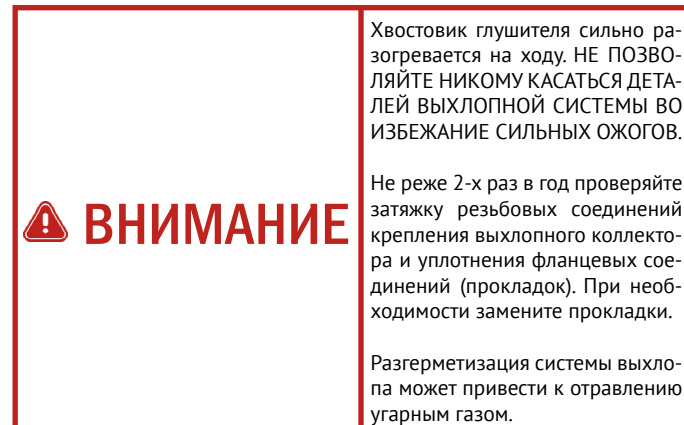 ВНИМАНИЕ
Хвостовик глушителя сильно ра-
зогревается на ходу. НЕ ПОЗВО-
ЛЯЙТЕ НИКОМУ КАСАТЬСЯ ДЕТА-
ЛЕЙ ВЫХЛОПНОЙ СИСТЕМЫ ВО
ИЗБЕЖАНИЕ СИЛЬНЫХ ОЖОГОВ.
Не реже 2-х раз в год проверяйте
затяжку резьбовых соединений
крепления выхлопного коллекто-
ра и уплотнения фланцевых сое-
динений (прокладок). При необ-
ходимости замените прокладки.
Разгерметизация системы выхло-
па может привести к отравлению
угарным газом.